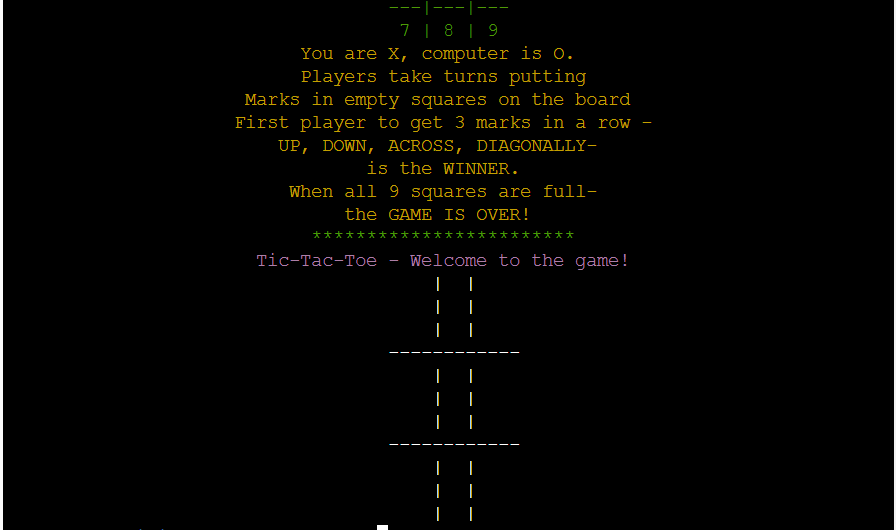 ---|---|---
7 | 8 | 9
You are X, computer is O.
Players take turns putting
Marks in empty squares on the board
First player to get 3 marks in a row -
UP, DOWN, ACROSS, DIAGONALLY-
is the WINNER.
When all 9 squares are full-
the GAME IS OVER!
************************
Tic-Tac-Toe - Welcome to the game!
| |
| |
| |
------------
| |
| |
| |
------------
| |
| |
| |